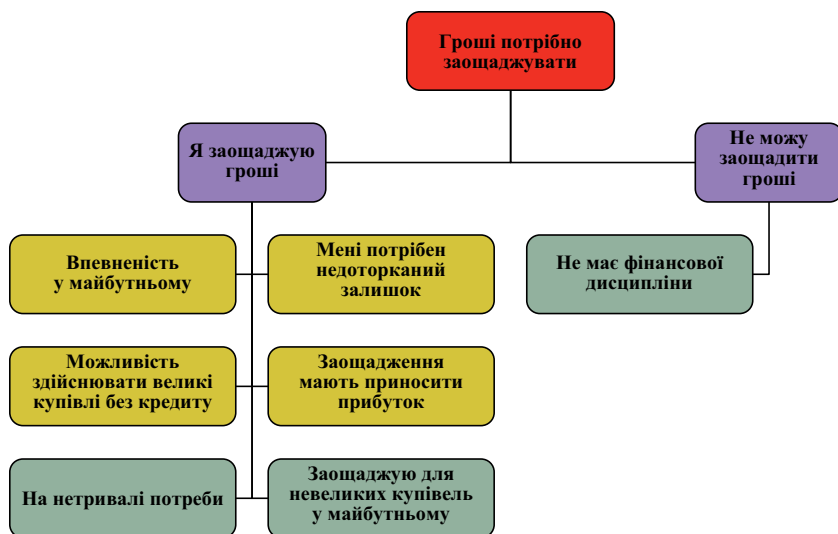 Гроші потрібно
заощаджувати
Я заощаджую
гроші
Не можу
заощадити
гроші
Впевненість
у майбутньому
Мені потрібен
недоторканий
залишок
Не має фінансової
дисципліни
Можливість
здійснювати великі
купівлі без кредиту
Заощадження
мають приносити
прибуток
На нетривалі потреби
Заощаджую для
невеликих купівель
у майбутньому